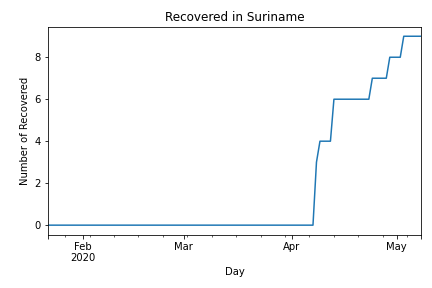 Recovered in Suriname
Number of Recovered
8
6
4
2
0
Feb
2020
Mar
Apr
May
Day